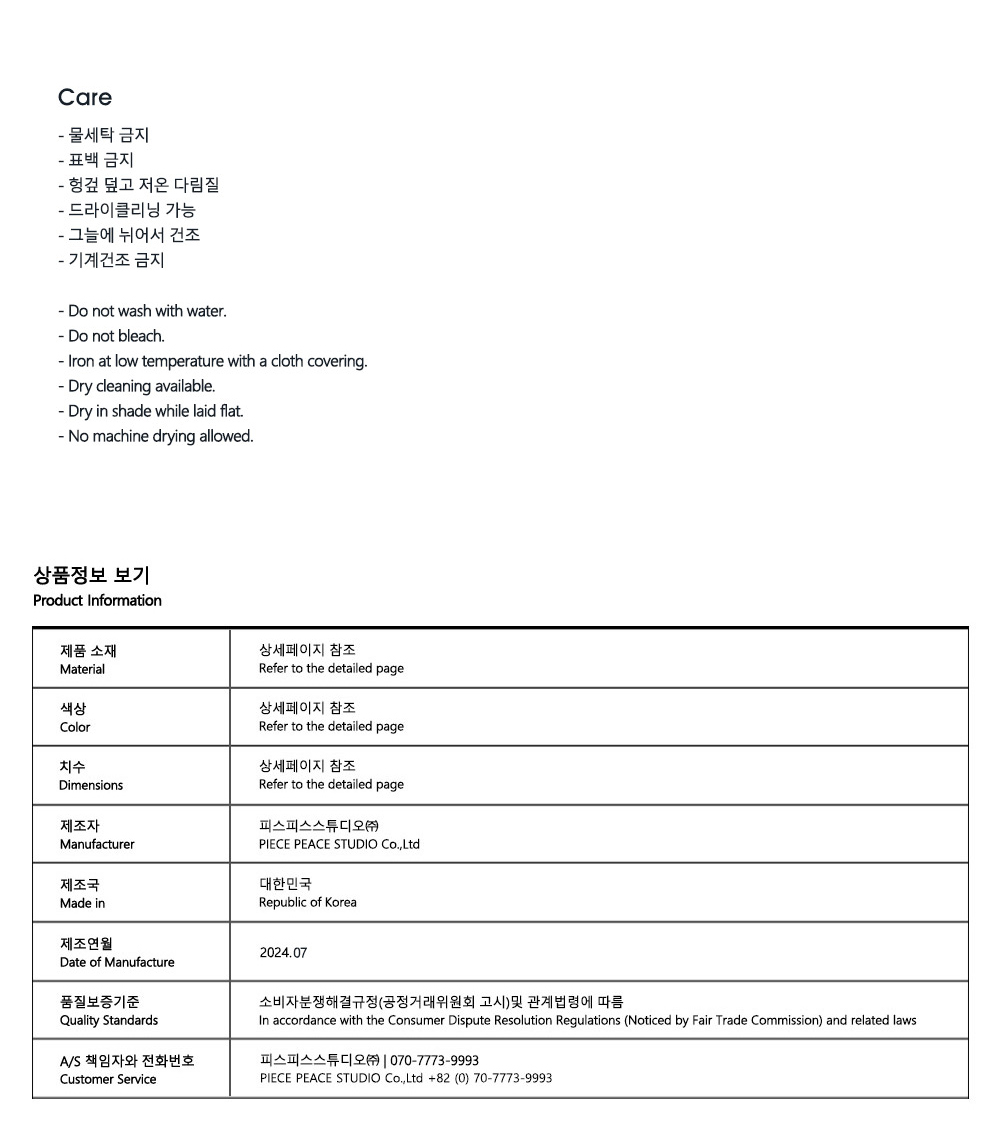 Care
- 물세탁 금지
- 표백 금지
- 헝겊 덮고 저온 다림질
- 드라이클리닝 가능
- 그늘에 뉘어서 건조
- 기계건조 금지
- Do not wash with water.
- Do not bleach.
- Iron at low temperature with a cloth covering.
- Dry cleaning available.
- Dry in shade while laid flat.
- No machine drying allowed.
상품정보 보기
Product Information
제품 소재
Material
상세페이지 참조
Refer to the detailed page
색상
Color
상세페이지 참조
Refer to the detailed page
치수
Dimensions
상세페이지 참조
Refer to the detailed page
제조자
Manufacturer
피스피스스튜디오㈜
PIECE PEACE STUDIO Co.,Ltd
제조국
Made in
대한민국
Republic of Korea
제조연월
Date of Manufacture
2024.07
품질보증기준
Quality Standards
소비자분쟁해결규정(공정거래위원회 고시)및 관계법령에 따름
In accordance with the Consumer Dispute Resolution Regulations (Noticed by Fair Trade Commission) and related laws
A/S 책임자와 전화번호
Customer Service
피스피스스튜디오㈜ | 070-7773-9993
PIECE PEACE STUDIO Co.,Ltd +82 (0) 70-7773-9993